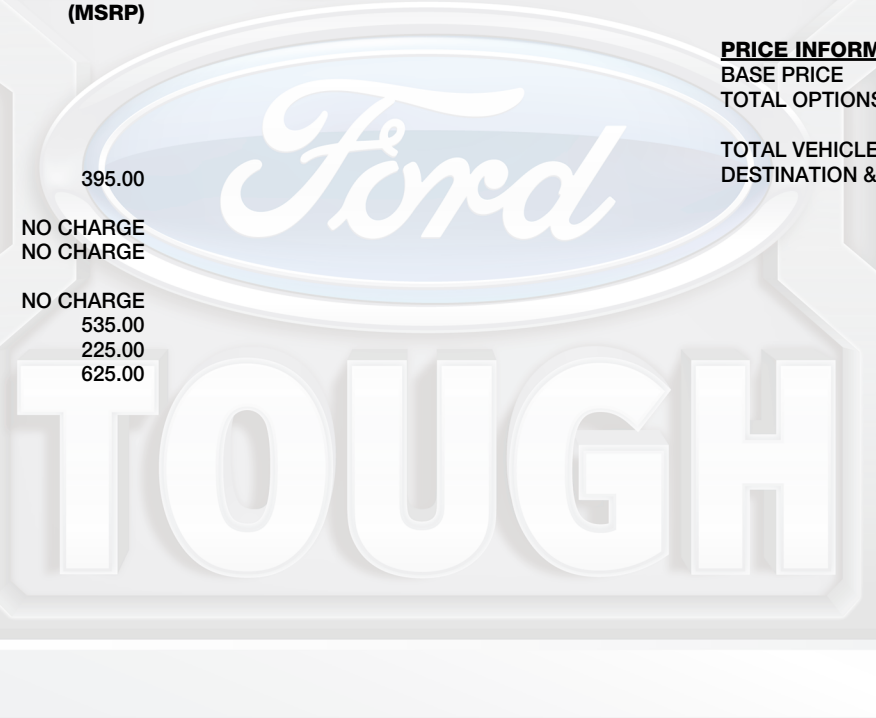 (MSRP)
395.00
NO CHARGE
NO CHARGE
NO CHARGE
535.00
225.00
625.00
PRICE INFORM
BASE PRICE
TOTAL OPTIONS
TOTAL VEHICLE
DESTINATION &
Ford
TOUGH